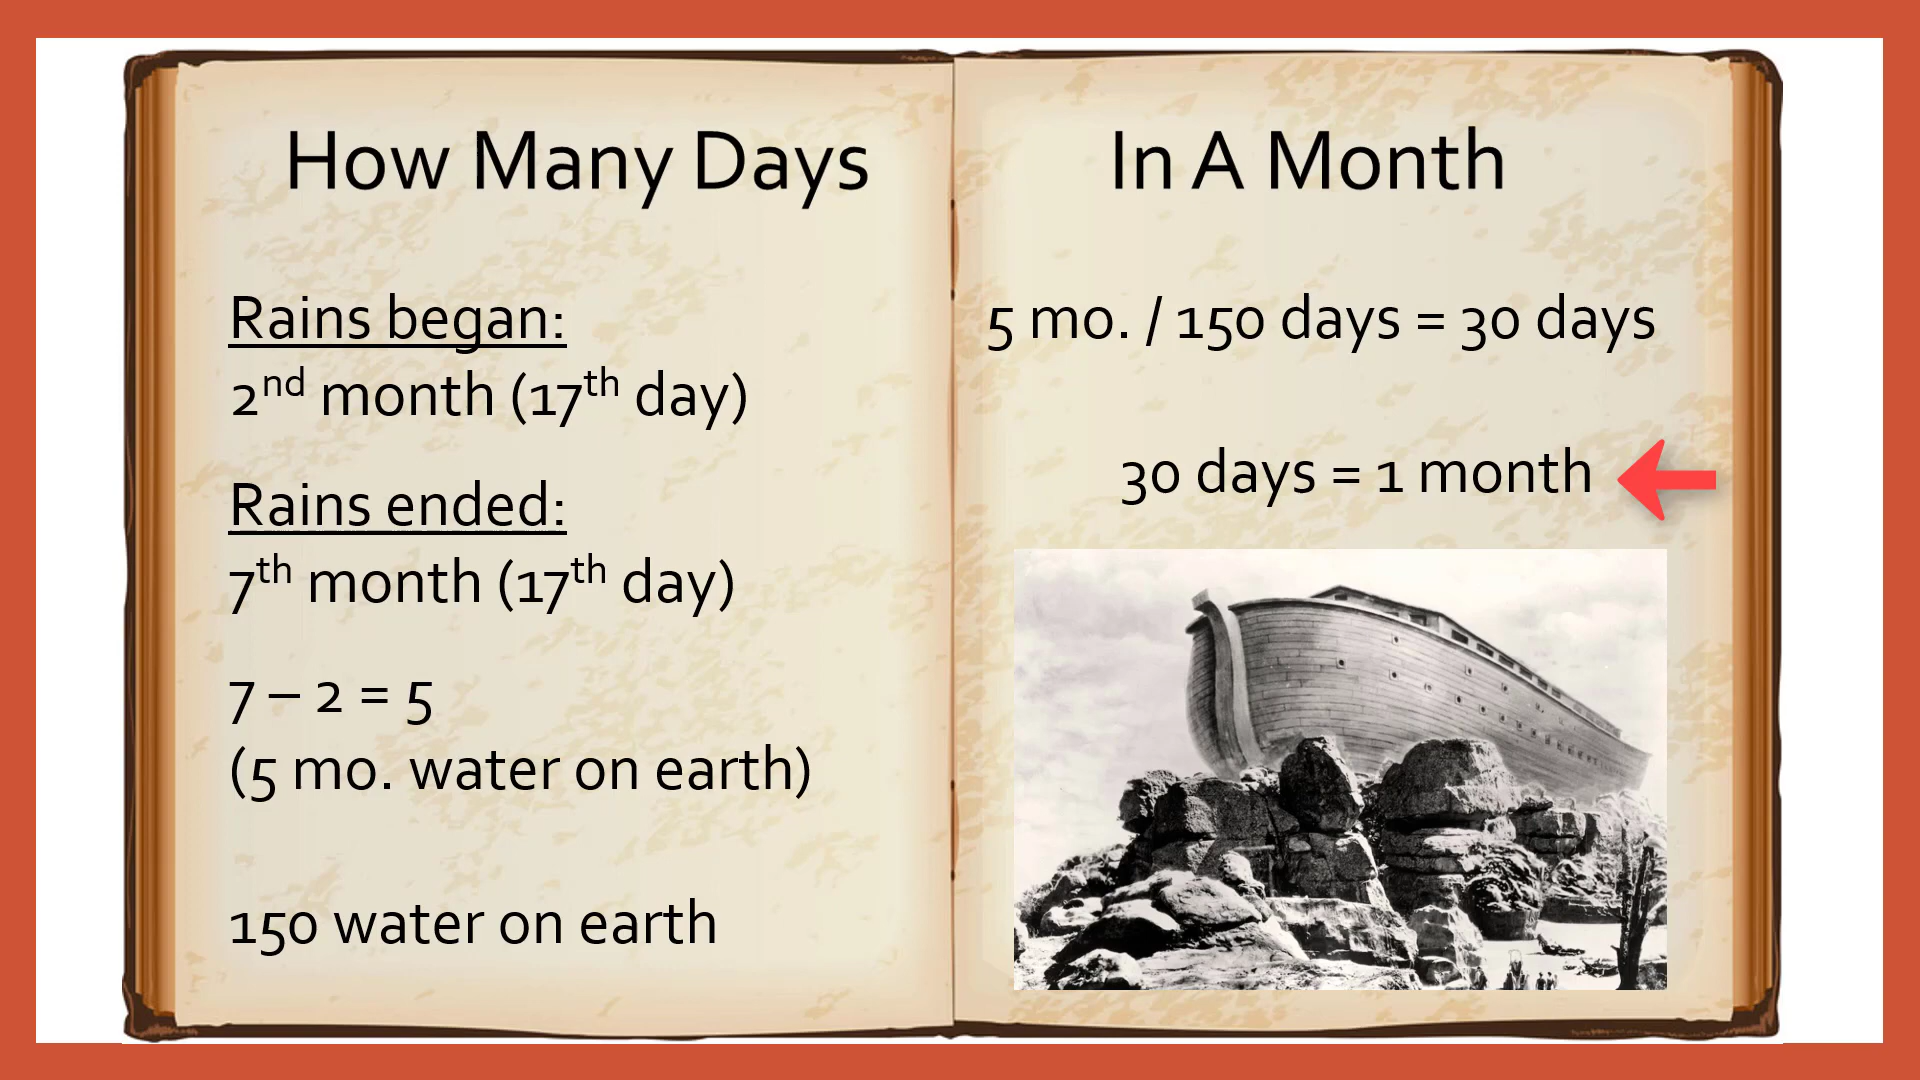 How Many Days
Rains began:
2nd month (17th day)
Rains ended:
7th month (17th day)
7 – 2 = 5
(5 mo. water on earth)
150 water on earth
In A Month
5 mo. / 150 days = 30 days
30 days = 1 month